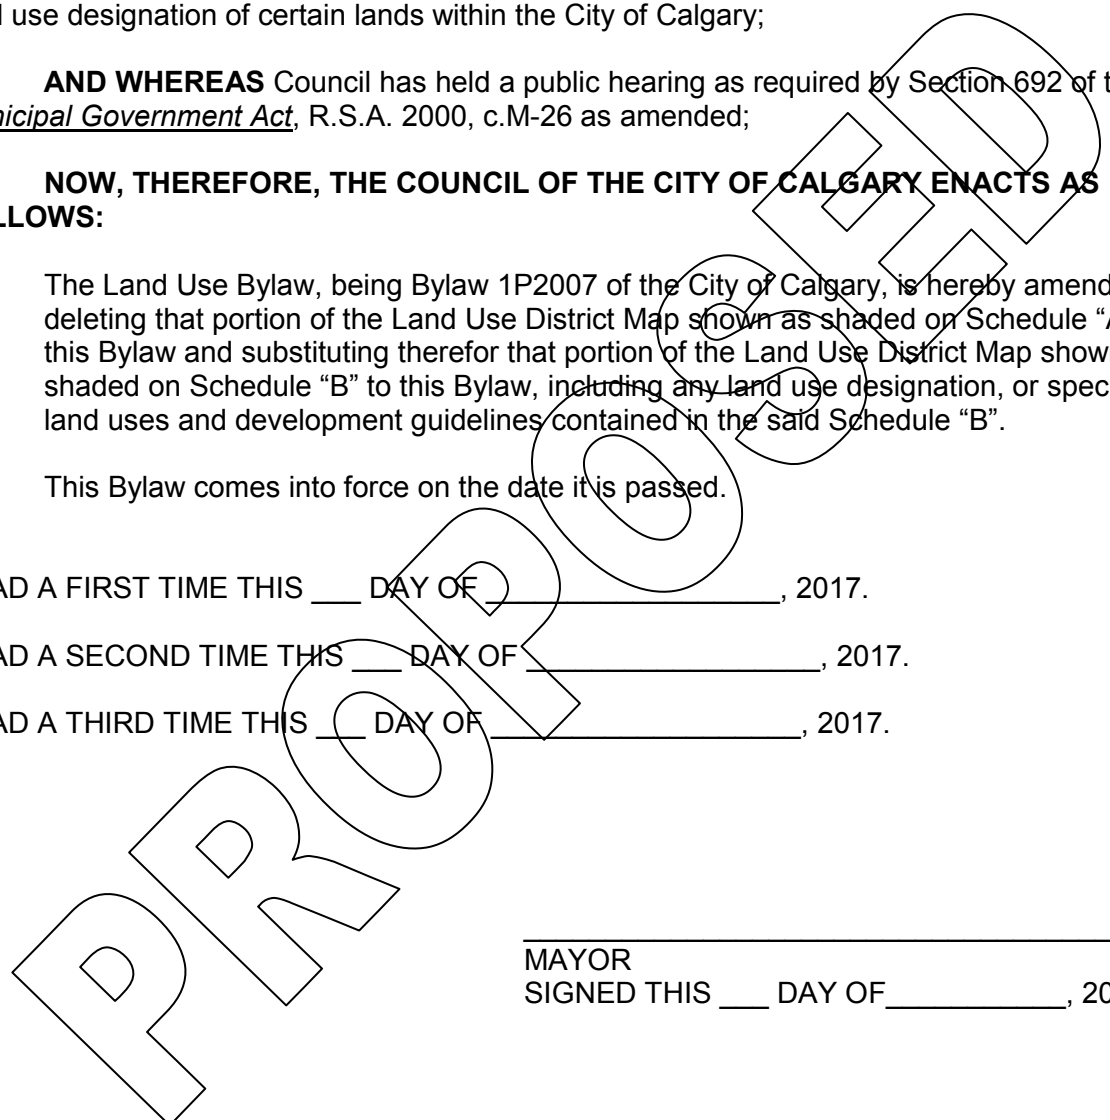 use designation of certain lands within the City of Calgary;
AND WHEREAS Council has held a public hearing as required by Section 692 of
Government Act, R.S.A. 2000, c.M-26 as amended;
NOW, THEREFORE, THE COUNCIL OF THE CITY OF CALGARY ENACTS AS
LLOWS:
The Land Use Bylaw, being Bylaw 1P2007 of the City of Calgary, is hereby amend
deleting that portion of the Land Use District Map shown as shaded on Schedule “A
this Bylaw and substituting therefor that portion of the Land Use District Map show
shaded on Schedule “B” to this Bylaw, including any land use designation, or spec
land uses and development guidelines contained in the said Schedule “B”.
This Bylaw comes into force on the date it is passed.
AD A FIRST TIME THIS ___ DAY OF __________________, 2017.
AD A SECOND TIME THIS ___ DAY OF __________________, 2017.
AD A THIRD TIME THIS ___ DAY OF ___________________, 2017.
MAYOR
SIGNED THIS ___ DAY OF___________, 20
PROPOSED